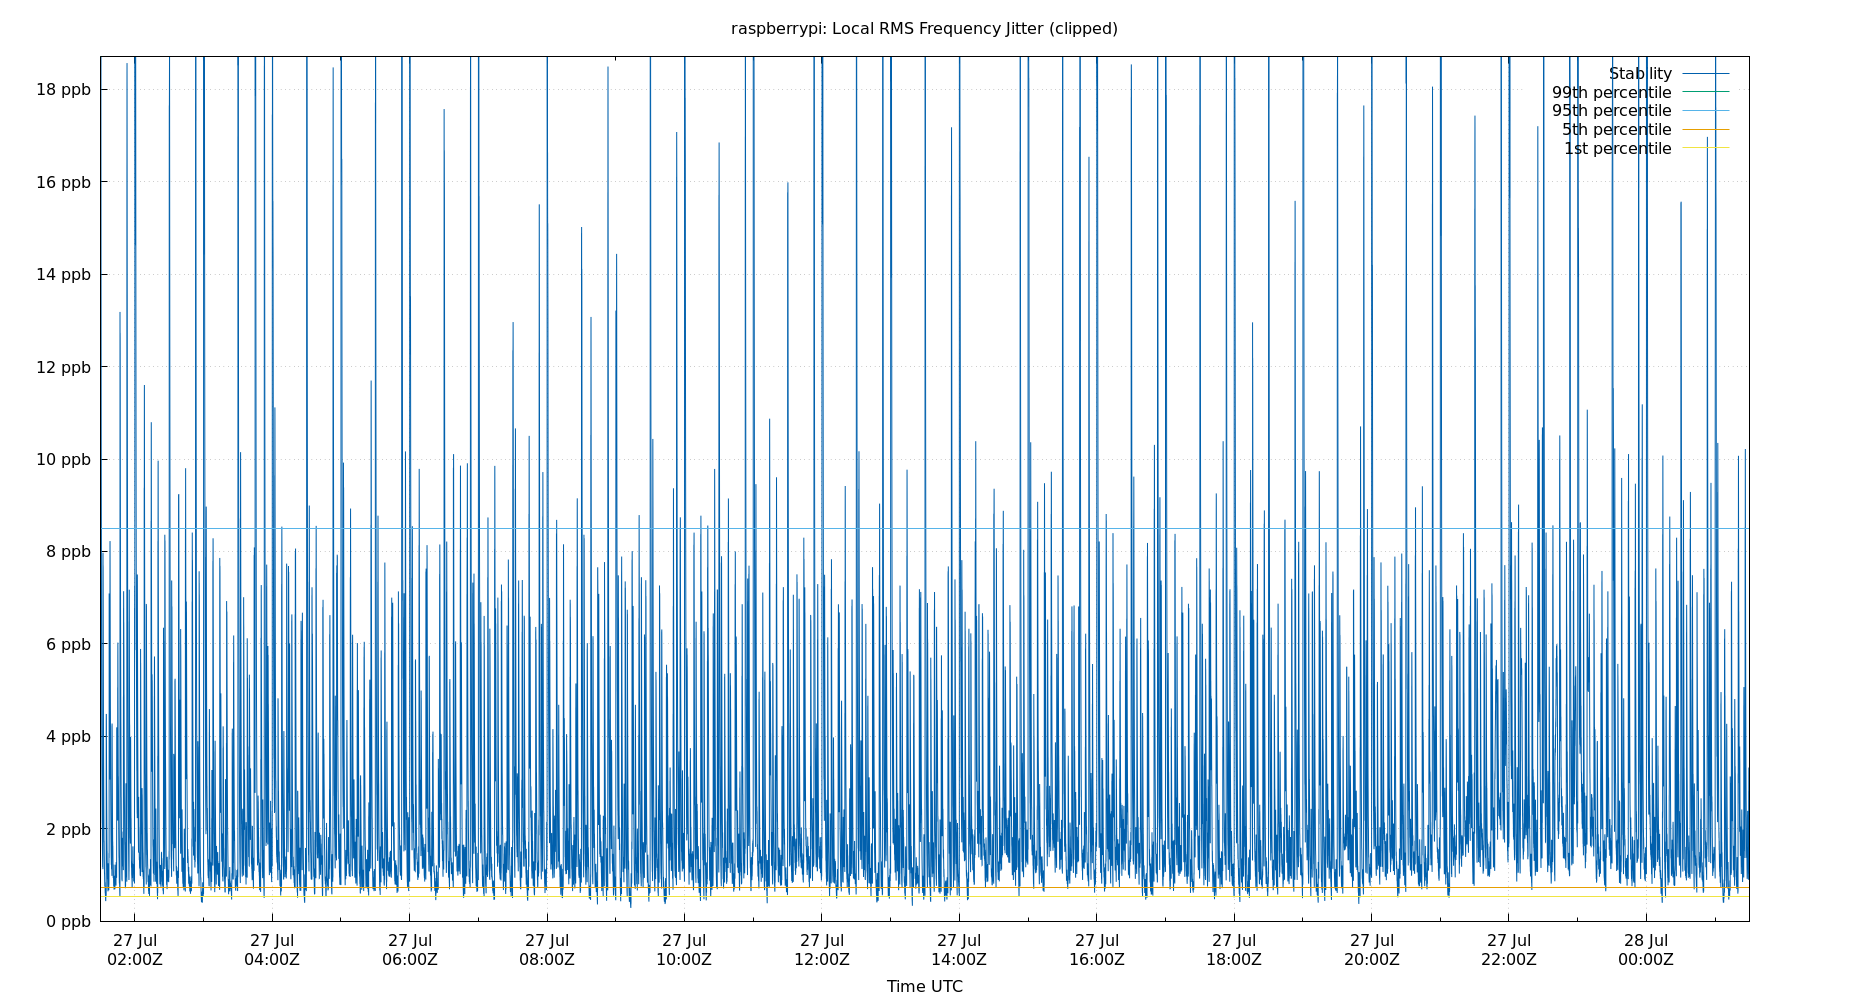 raspberrypi: Local RMS Frequency Jitter (clipped)
18 ppb
16 ppb
14 ppb
12 ppb
10 ppb
8 ppb
6 ppb
4 ppb
2 ppb
0 ppb
Stability
99th percentile
95th percentile
5th percentile
1st percentile
27 Jul 27 Jul 27 Jul 27 Jul 27 Jul 27 Jul 27 Jul 27 Jul 27 Jul 27 Jul 27 Jul 28 Jul
02:00Z 04:00Z 06:00Z 08:00Z 10:00Z 12:00Z 14:00Z 16:00Z 18:00Z 20:00Z 22:00Z 00:00Z
Time UTC